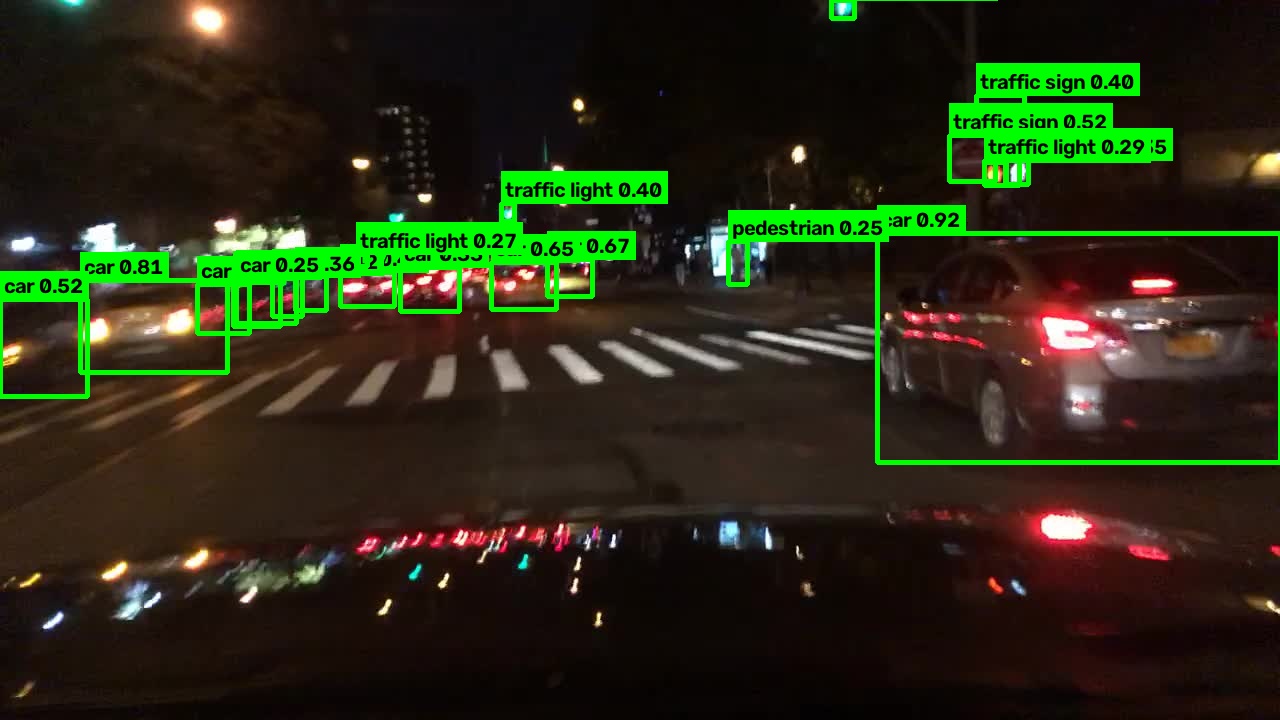 traffic sign 0.40
traffic sign 0.52
traffic light 0.29
traffic light 0.40
pedestrian 0.25
car 0.92
traffic light 0.27
0.65
0.67
car 0.81
car
car 0.25
.36
car 0.52